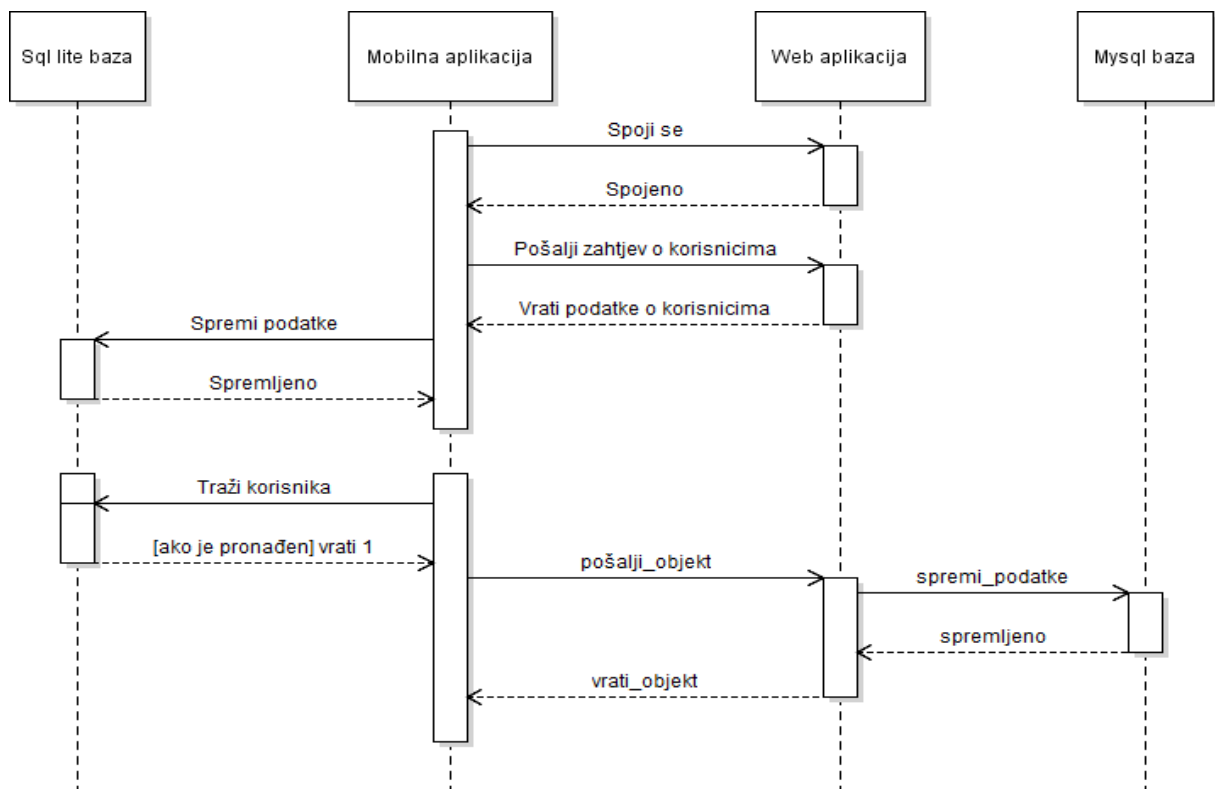 Sql lite baza
Mobilna aplikacija
Web aplikacija
Mysql baza
Spoji se
Spojeno
Pošalji zahtjev o korisnicima
Vrati podatke o korisnicima
Spremi podatke
Spremljeno
Traži korisnika
[ako je pronađen] vrati 1
pošalji_objekt
spremi_podatke
spremljeno
vrati_objekt